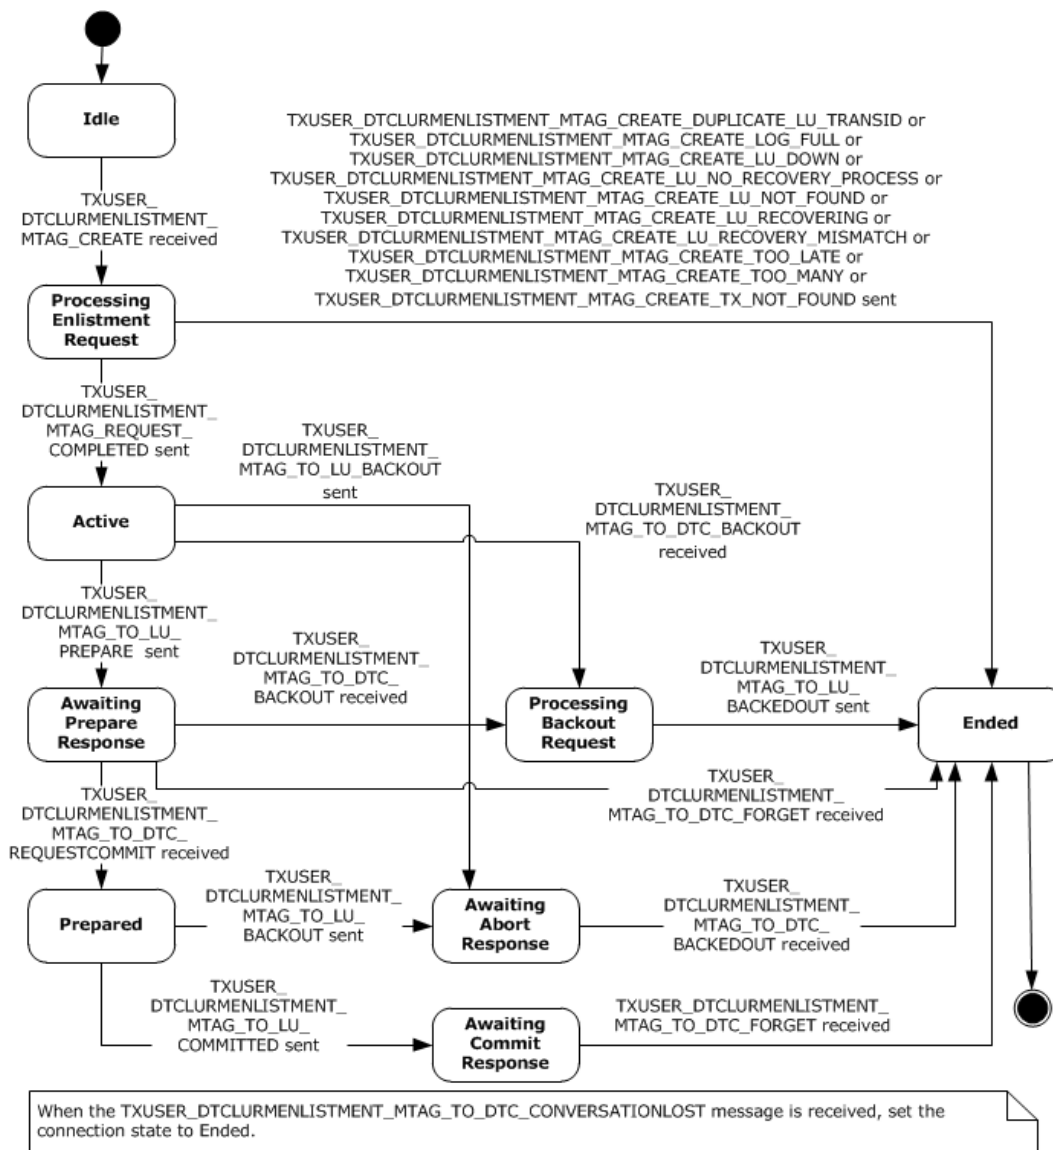 Idle
TXUSER_DTCLURMENLISTMENT_MTAG_CREATE_DUPLICATE_LU_TRANSID or
TXUSER_DTCLURMENLISTMENT_MTAG_CREATE_LOG_FULL or
TXUSER_DTCLURMENLISTMENT_MTAG_CREATE_LU_DOWN or
TXUSER_DTCLURMENLISTMENT_MTAG_CREATE_LU_NO_RECOVERY_PROCESS or
TXUSER_DTCLURMENLISTMENT_MTAG_CREATE_LU_NOT_FOUND or
TXUSER_DTCLURMENLISTMENT_MTAG_CREATE_LU_RECOVERING or
TXUSER_DTCLURMENLISTMENT_MTAG_CREATE_LU_RECOVERY_MISMATCH or
TXUSER_DTCLURMENLISTMENT_MTAG_CREATE_TOO_LATE or
TXUSER_DTCLURMENLISTMENT_MTAG_CREATE_TOO_MANY or
TXUSER_DTCLURMENLISTMENT_MTAG_CREATE_TX_NOT_FOUND sent
TXUSER_
DTCLURMENLISTMENT_
MTAG_CREATE received
Processing
Enlistment
Request
TXUSER_
DTCLURMENLISTMENT_
MTAG_REQUEST_
COMPLETED sent
TXUSER_
DTCLURMENLISTMENT_
MTAG_TO_LU_BACKOUT
sent
Active
TXUSER_
DTCLURMENLISTMENT_
MTAG_TO_DTC_BACKOUT
received
TXUSER_
DTCLURMENLISTMENT_
MTAG_TO_LU_
PREPARE sent
TXUSER_
DTCLURMENLISTMENT_
MTAG_TO_DTC_
BACKOUT received
TXUSER_
DTCLURMENLISTMENT_
MTAG_TO_LU_
BACKEDOUT sent
Awaiting
Prepare
Response
Processing
Backout
Request
Ended
TXUSER_
DTCLURMENLISTMENT_
MTAG_TO_DTC_FORGET received
TXUSER_
DTCLURMENLISTMENT_
MTAG_TO_DTC_
REQUESTCOMMIT received
Prepared
TXUSER_
DTCLURMENLISTMENT_
MTAG_TO_LU_
BACKOUT sent
Awaiting
Abort
Response
TXUSER_
DTCLURMENLISTMENT_
MTAG_TO_DTC_
BACKEDOUT received
TXUSER_
DTCLURMENLISTMENT_
MTAG_TO_LU_
COMMITTED sent
Awaiting
Commit
Response
TXUSER_DTCLURMENLISTMENT_
MTAG_TO_DTC_FORGET received
When the TXUSER_DTCLURMENLISTMENT_MTAG_TO_DTC_CONVERSATIONLOST message is received, set the
connection state to Ended.